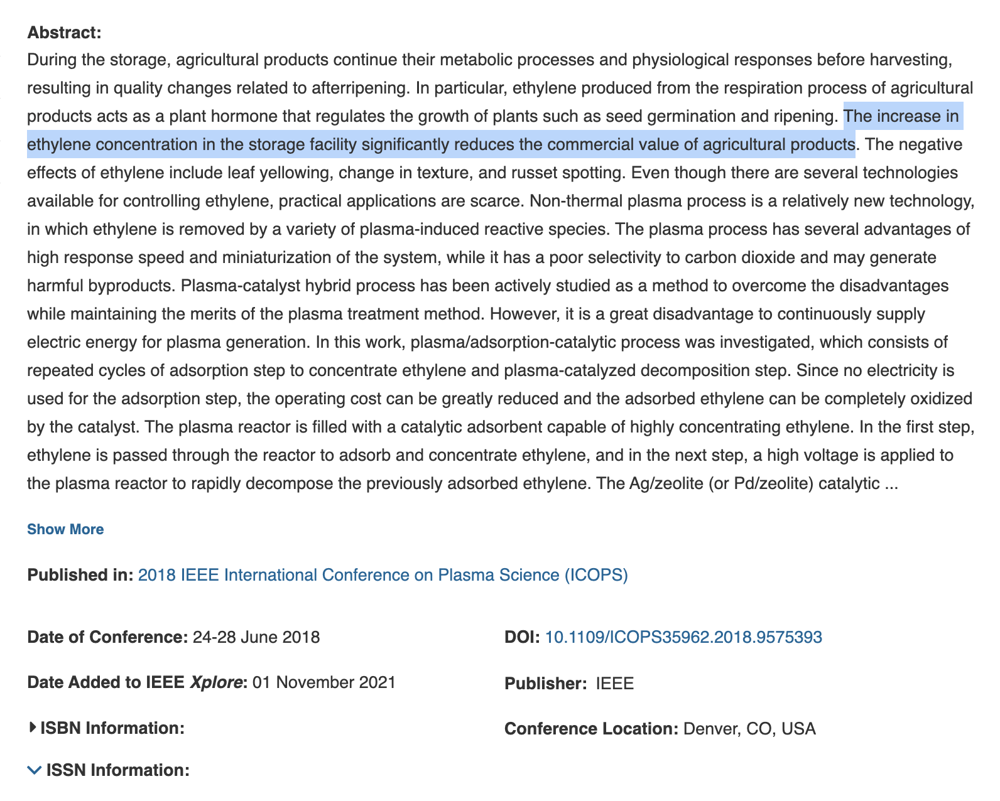 Abstract:
During the storage, agricultural products continue their metabolic processes and physiological responses before harvesting,
resulting in quality changes related to afterripening. In particular, ethylene produced from the respiration process of agricultural
products acts as a plant hormone that regulates the growth of plants such as seed germination and ripening. The increase in
ethylene concentration in the storage facility significantly reduces the commercial value of agricultural products. The negative
effects of ethylene include leaf yellowing, change in texture, and russet spotting. Even though there are several technologies
available for controlling ethylene, practical applications are scarce. Non-thermal plasma process is a relatively new technology,
in which ethylene is removed by a variety of plasma-induced reactive species. The plasma process has several advantages of
high response speed and miniaturization of the system, while it has a poor selectivity to carbon dioxide and may generate
harmful byproducts. Plasma-catalyst hybrid process has been actively studied as a method to overcome the disadvantages
while maintaining the merits of the plasma treatment method. However, it is a great disadvantage to continuously supply
electric energy for plasma generation. In this work, plasma/adsorption-catalytic process was investigated, which consists of
repeated cycles of adsorption step to concentrate ethylene and plasma-catalyzed decomposition step. Since no electricity is
used for the adsorption step, the operating cost can be greatly reduced and the adsorbed ethylene can be completely oxidized
by the catalyst. The plasma reactor is filled with a catalytic adsorbent capable of highly concentrating ethylene. In the first step,
ethylene is passed through the reactor to adsorb and concentrate ethylene, and in the next step, a high voltage is applied to
the plasma reactor to rapidly decompose the previously adsorbed ethylene. The Ag/zeolite (or Pd/zeolite) catalytic ...
Show More
Published in: 2018 IEEE International Conference on Plasma Science (ICOPS)
Date of Conference: 24-28 June 2018
DOI: 10.1109/ICOPS35962.2018.9575393
Date Added to IEEE Xplore: 01 November 2021
Publisher: IEEE
ISBN Information:
Conference Location: Denver, CO, USA
ISSN Information: